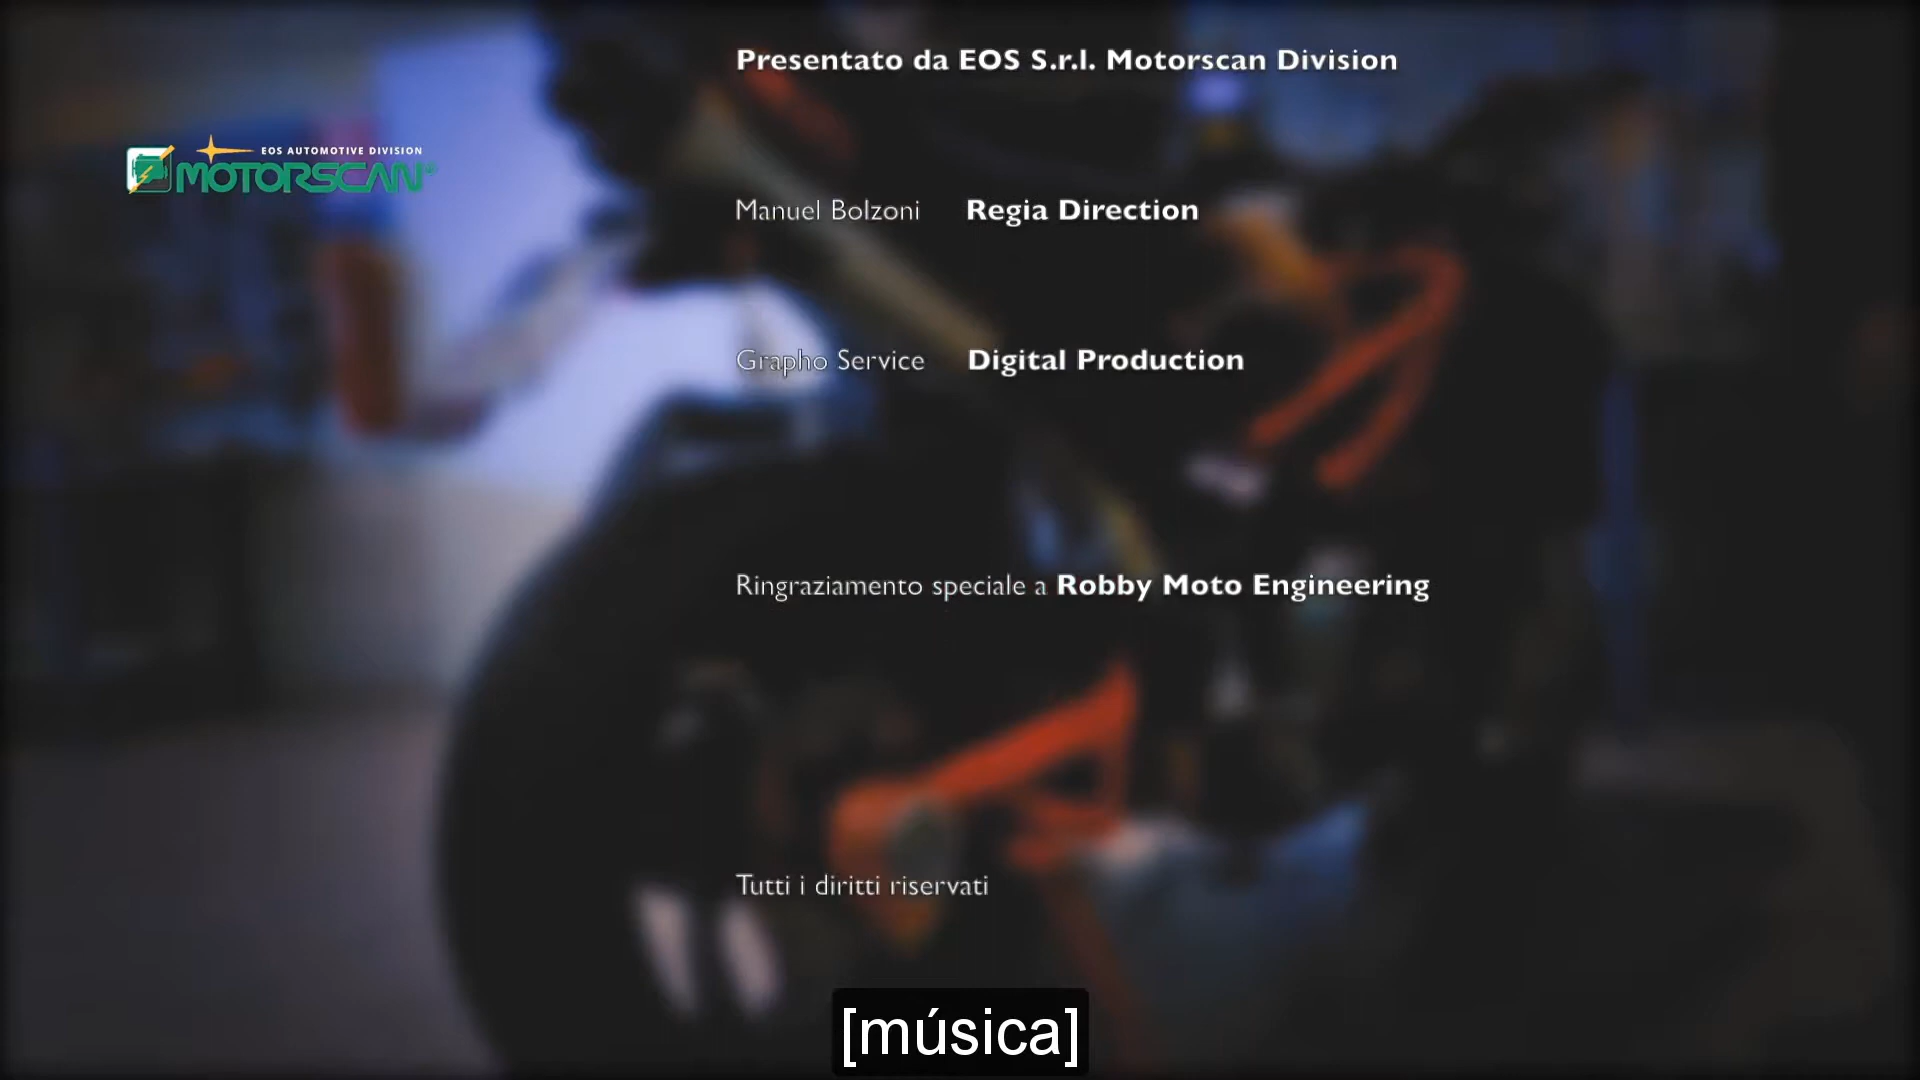 Presentato da EOS S.r.l. Motorscan Division
EOS AUTOMOTIVE DIVISION
MOTORSCAN®
Manuel Bolzoni Regia Direction
Grapho Service Digital Production
Ringraziamento speciale a Robby Moto Engineering
Tutti i diritti riservati
[música]